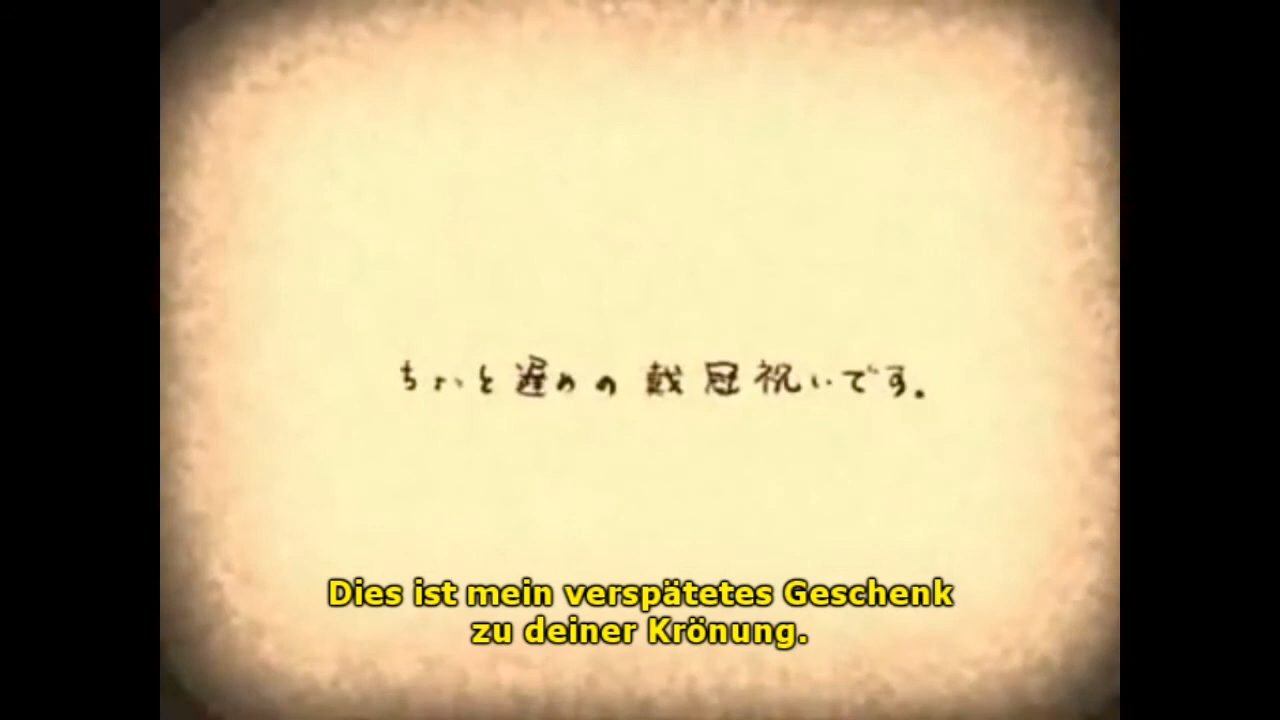 ちょいと遅めの戴冠祝いです。
Dies ist mein verspätetes Geschenk
zu deiner Krönung.